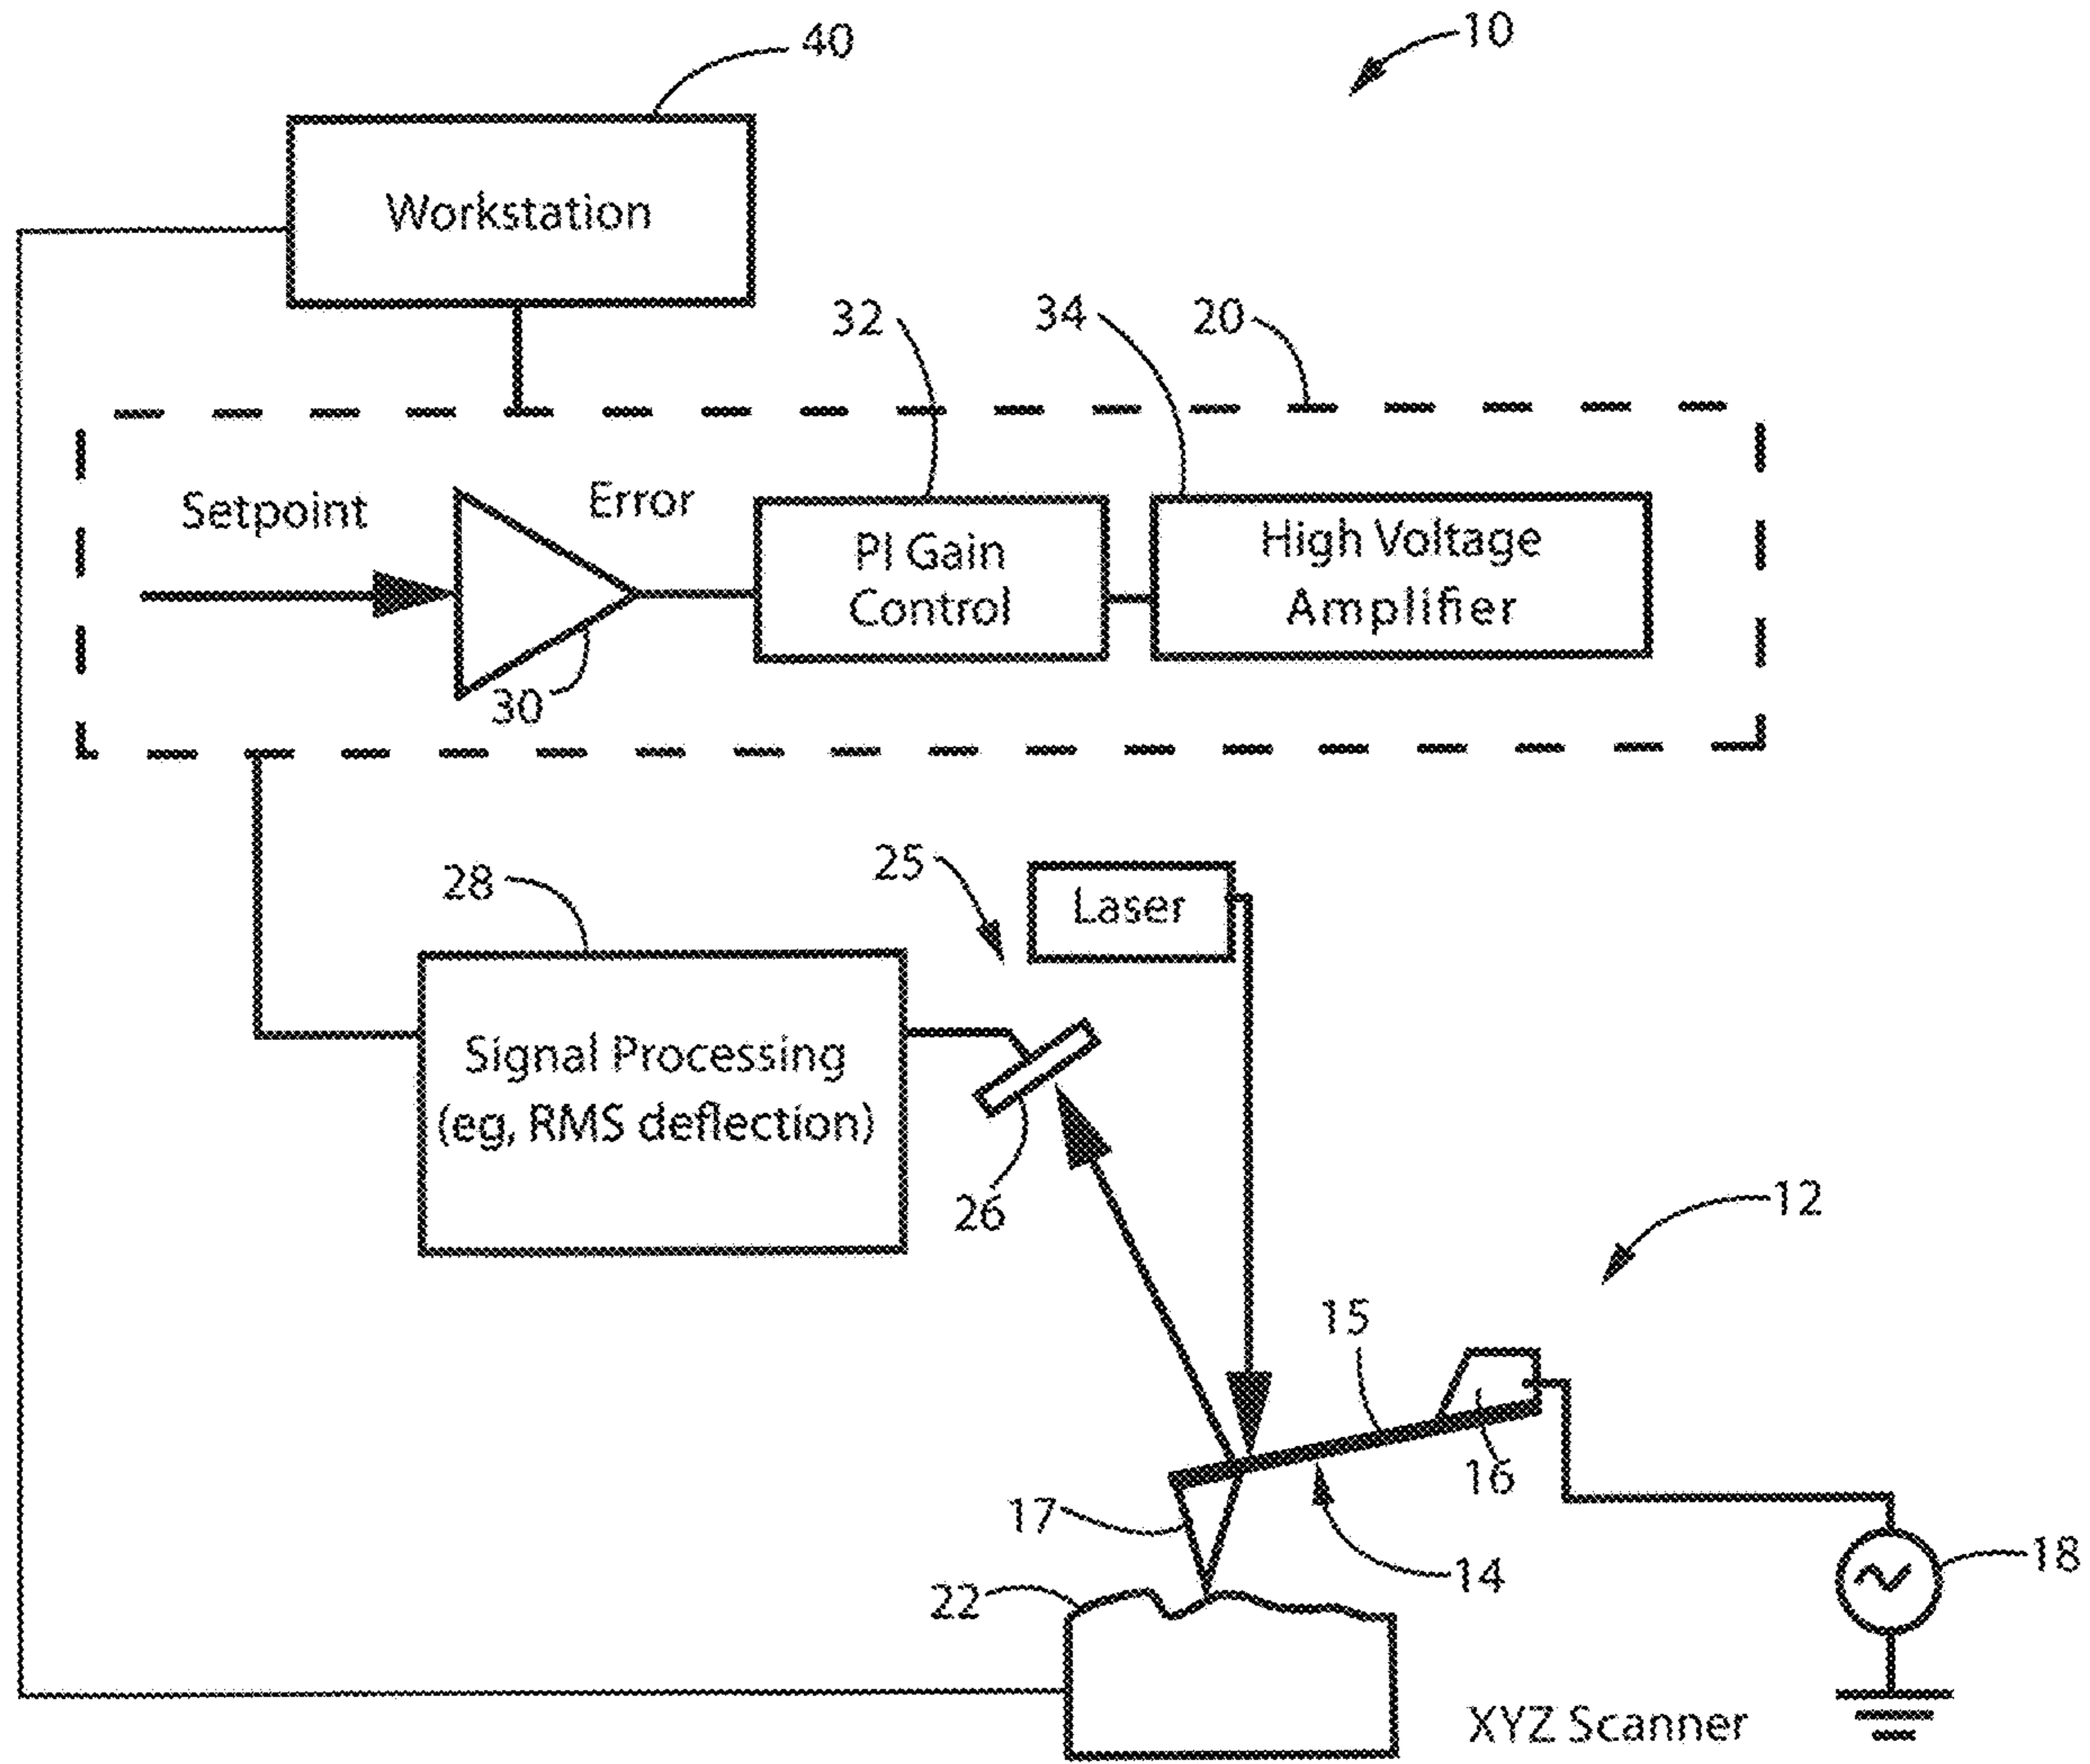 40
10
Workstation
32
34
20
Setpoint
Error
PI Gain
Control
High Voltage
Amplifier
30
25
28
Laser
Signal Processing
(eg, RMS deflection)
26
12
15
16
17
14
18
22
XYZ Scanner